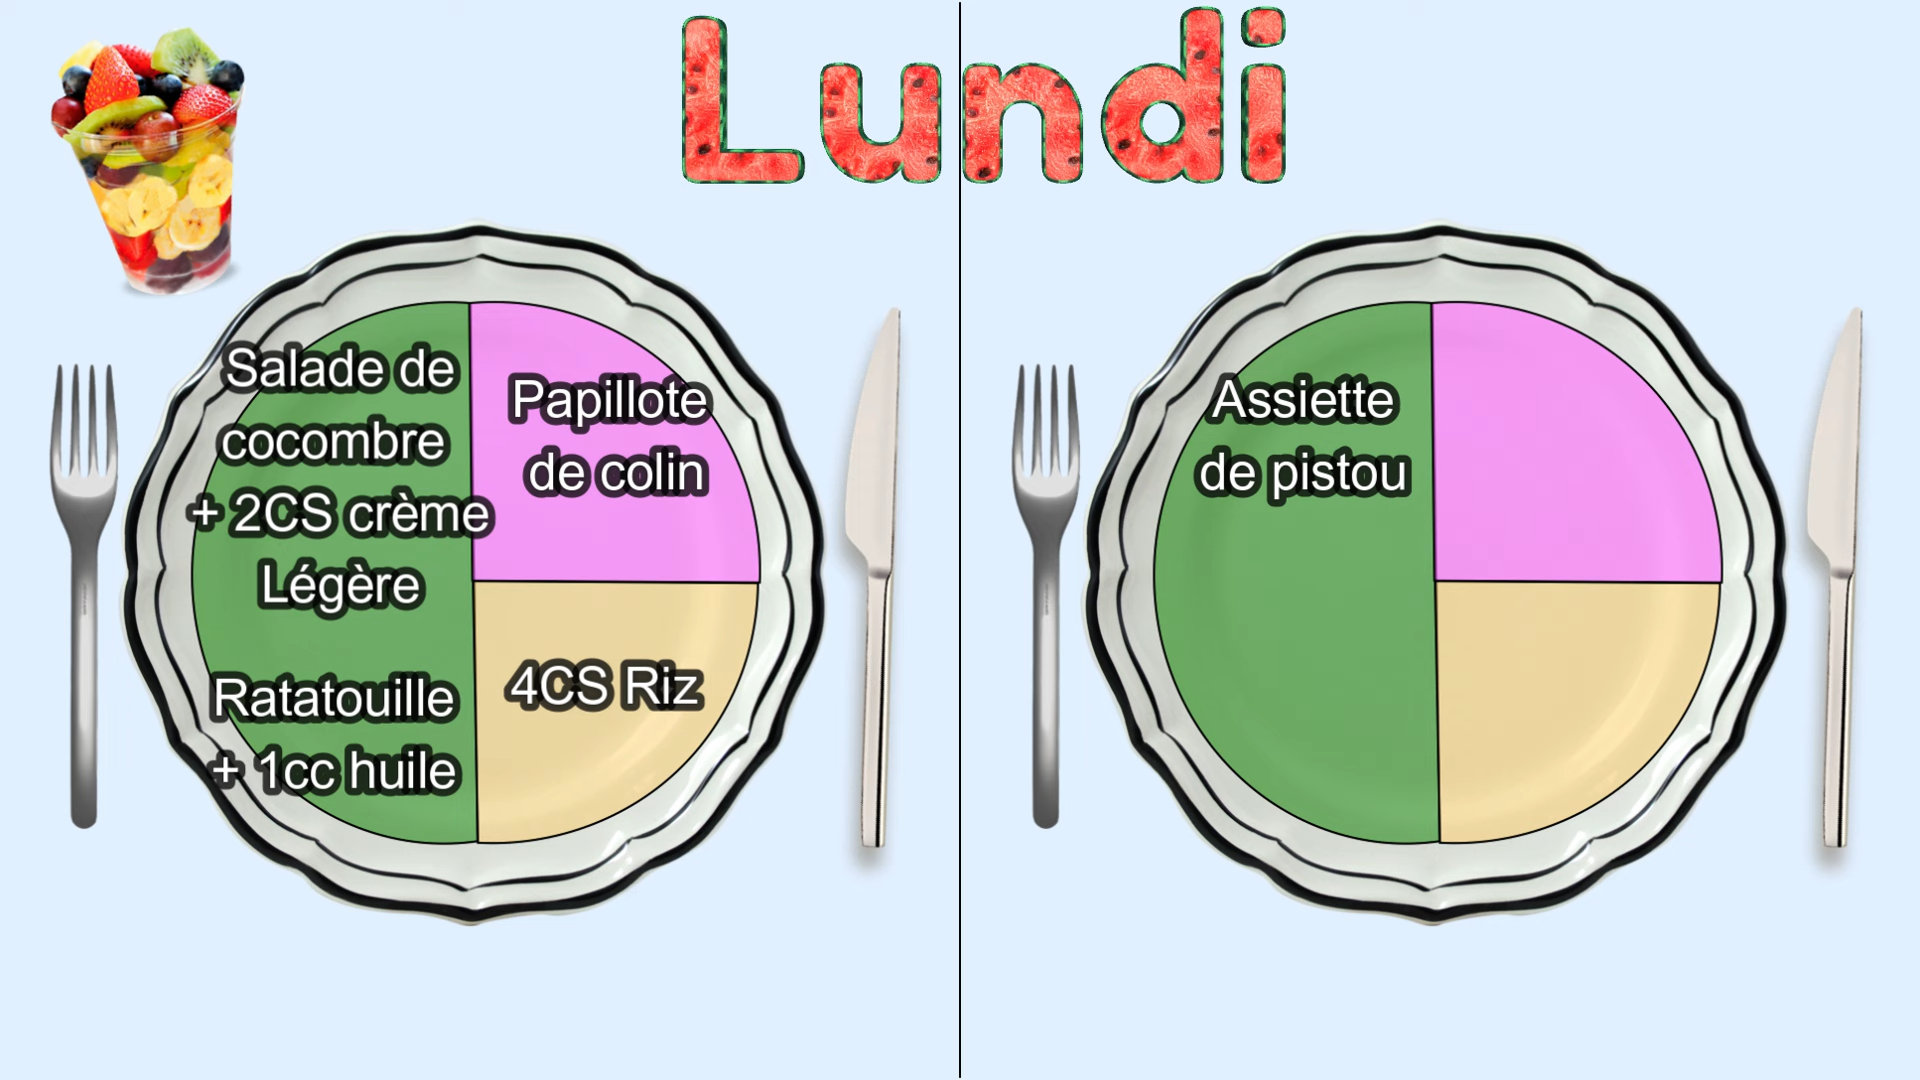 Lundi
Salade de
cocombre
+ 2CS crème
Légère
Ratatouille
+ 1cc huile
Papillote
de colin
4CS Riz
Assiette
de pistou